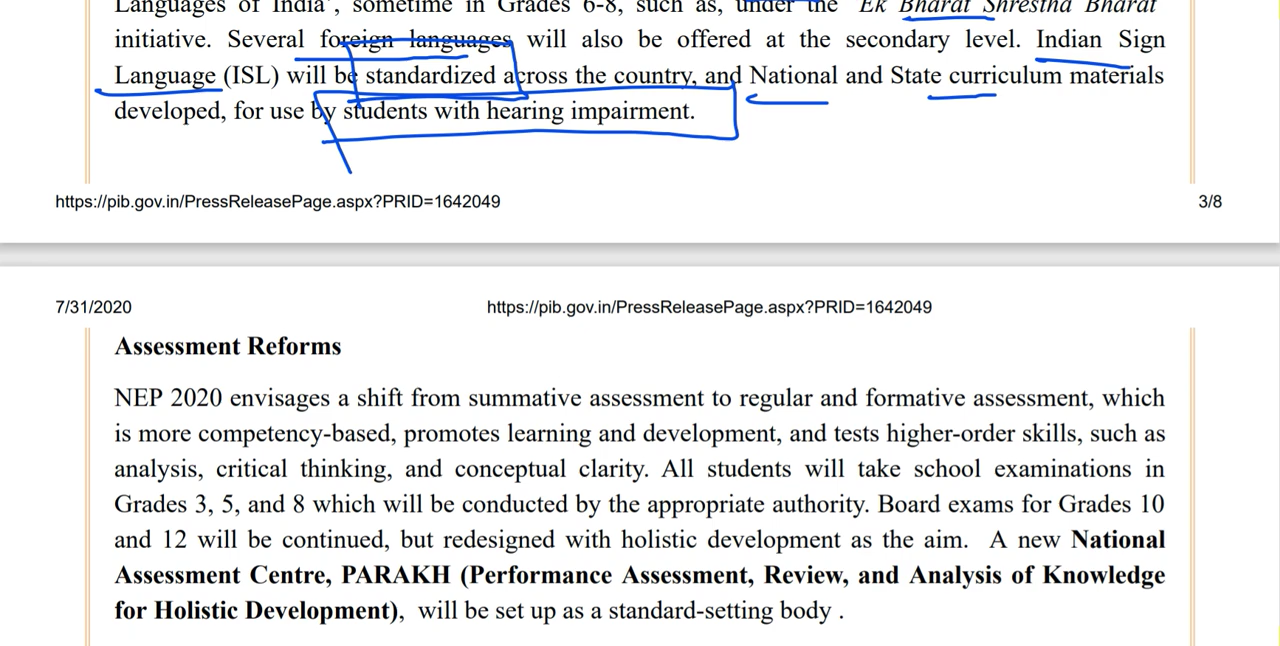 Languages of India', sometime in Grades 6-8, such as, under the 'Ek Bharat Shrestha Bharat'
initiative. Several foreign languages will also be offered at the secondary level. Indian Sign
Language (ISL) will be standardized across the country, and National and State curriculum materials
developed, for use by students with hearing impairment.
https://pib.gov.in/PressReleasePage.aspx?PRID=1642049 3/8
7/31/2020 https://pib.gov.in/PressReleasePage.aspx?PRID=1642049
Assessment Reforms
NEP 2020 envisages a shift from summative assessment to regular and formative assessment, which
is more competency-based, promotes learning and development, and tests higher-order skills, such as
analysis, critical thinking, and conceptual clarity. All students will take school examinations in
Grades 3, 5, and 8 which will be conducted by the appropriate authority. Board exams for Grades 10
and 12 will be continued, but redesigned with holistic development as the aim. A new National
Assessment Centre, PARAKH (Performance Assessment, Review, and Analysis of Knowledge
for Holistic Development), will be set up as a standard-setting body .